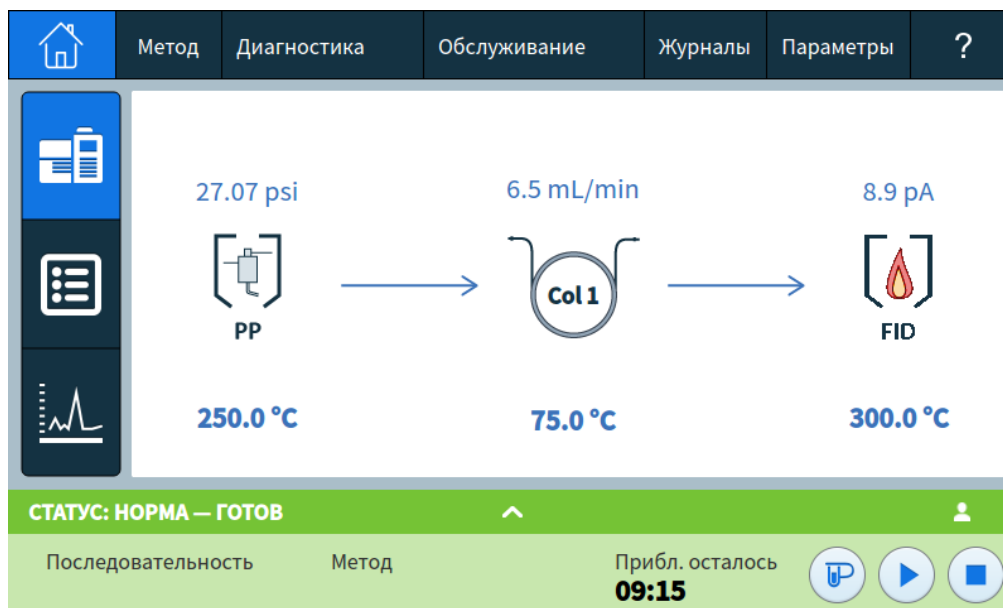 Метод Диагностика Обслуживание Журналы Параметры ?
27.07 psi 6.5 mL/min 8.9 pA
Col 1
PP FID
250.0 °C 75.0 °C 300.0 °C
СТАТУС: НОРМА — ГОТОВ
Последовательность Метод Прибл. осталось
09:15